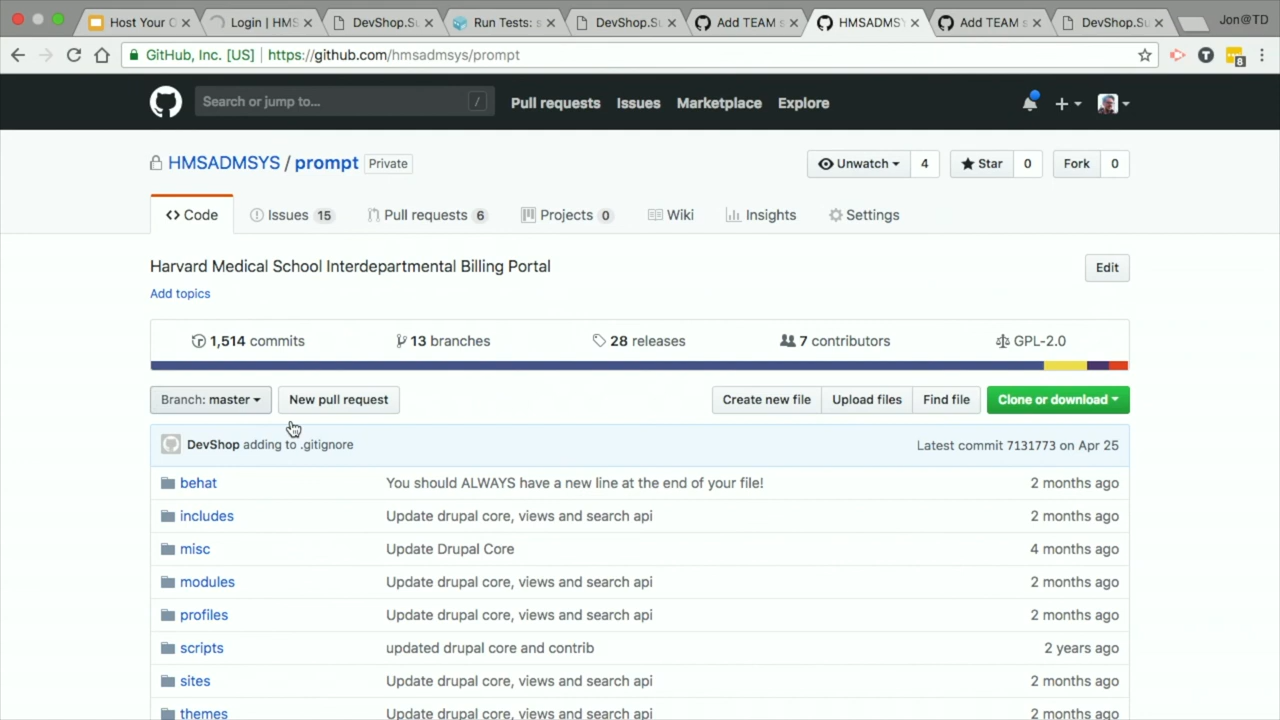 Host Your O
Login | HMS
DevShop.Su
Run Tests: s
DevShop.Su
Add TEAM s
HMSADMSY
Add TEAM s
DevShop.Su
Jon@TD
GitHub, Inc. [US] | https://github.com/hmsadmsys/prompt
T
8
Search or jump to... /
Pull requests Issues Marketplace Explore
HMSADMSYS / prompt Private
Unwatch 4 Star 0 Fork 0
Code Issues 15 Pull requests 6 Projects 0 Wiki Insights Settings
Harvard Medical School Interdepartmental Billing Portal
Edit
Add topics
1,514 commits 13 branches 28 releases 7 contributors GPL-2.0
Branch: master New pull request Create new file Upload files Find file Clone or download
DevShop adding to .gitignore Latest commit 7131773 on Apr 25
behat You should ALWAYS have a new line at the end of your file! 2 months ago
includes Update drupal core, views and search api 2 months ago
misc Update Drupal Core 4 months ago
modules Update drupal core, views and search api 2 months ago
profiles Update drupal core, views and search api 2 months ago
scripts updated drupal core and contrib 2 years ago
sites Update drupal core, views and search api 2 months ago
themes Update drupal core, views and search api 2 months ago